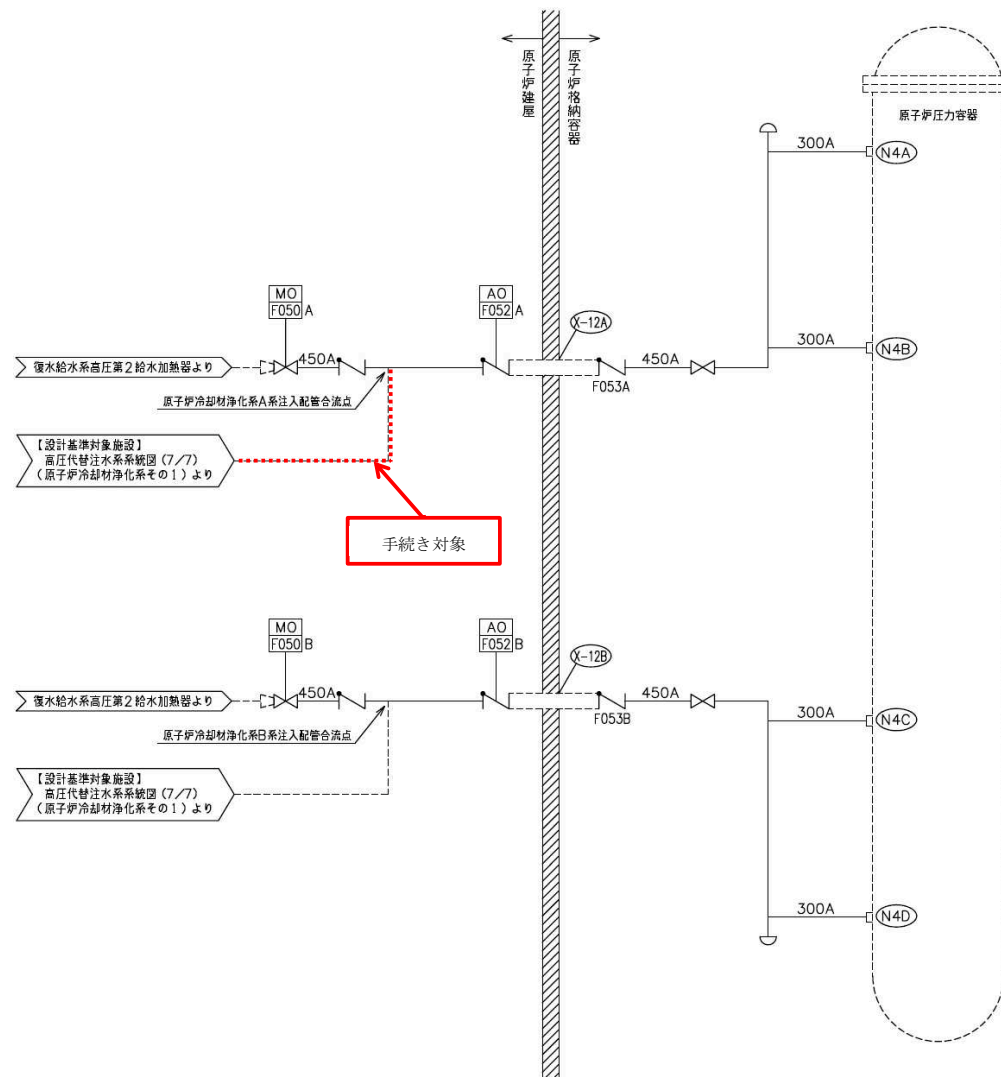 原子炉建屋
原子炉格納容器
原子炉圧力容器
300A
N4A
MO
F050 A
AO
F052 A
X-12A
300A
N4B
復水給水系高圧第2給水加熱器より
450A
F053A
450A
原子炉冷却材浄化系A系注入配管合流点
【設計基準対象施設】
高圧代替注水系系統図(7/7)
(原子炉冷却材浄化系その1)より
手続き対象
MO
F050 B
AO
F052 B
X-12B
復水給水系高圧第2給水加熱器より
450A
F053B
450A
300A
N4C
原子炉冷却材浄化系B系注入配管合流点
【設計基準対象施設】
高圧代替注水系系統図(7/7)
(原子炉冷却材浄化系その1)より
300A
N4D